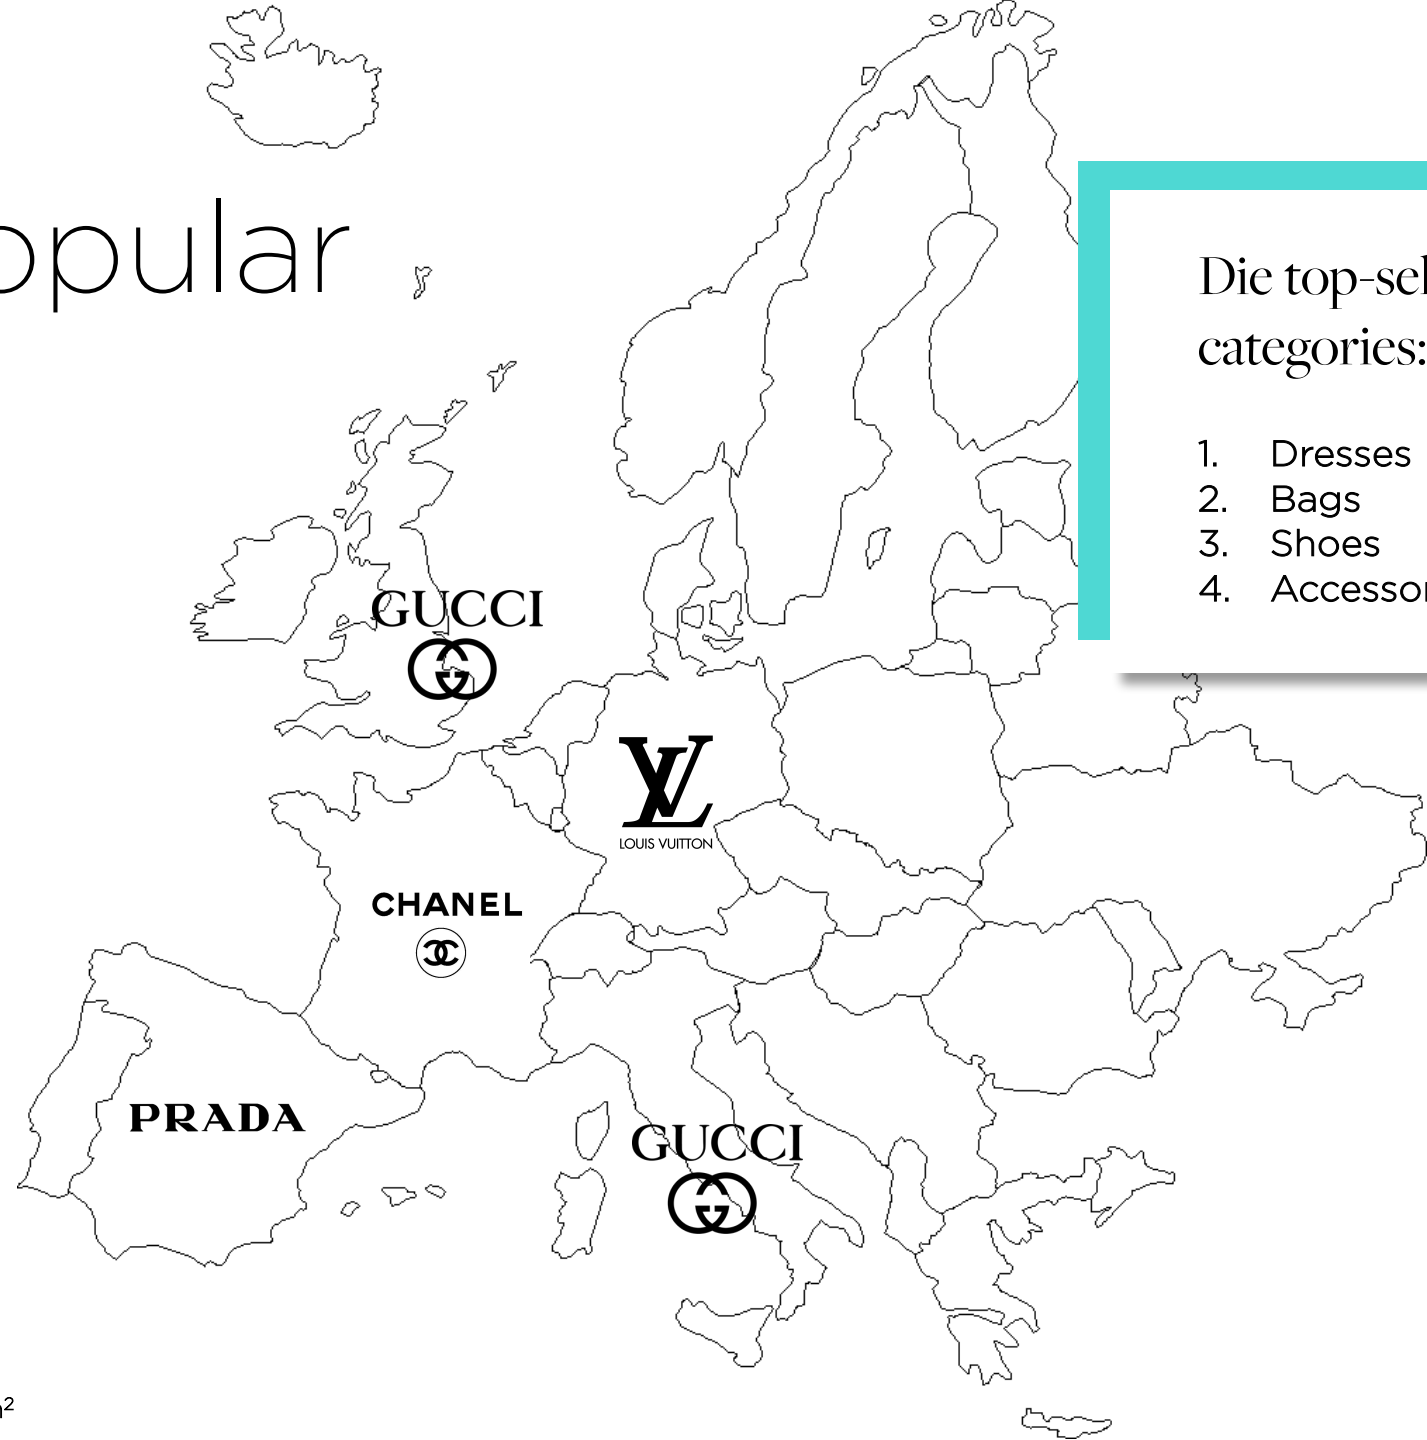 opular
Die top-sel
categories:
1. Dresses
2. Bags
3. Shoes
4. Accessor
GUCCI
LOUIS VUITTON
CHANEL
PRADA
GUCCI